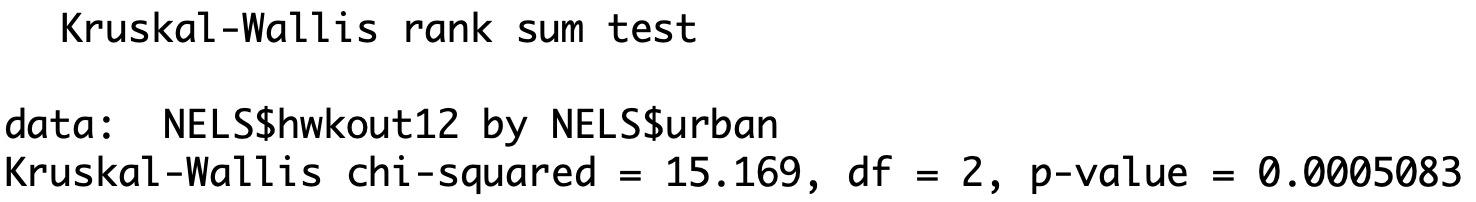 Kruskal-Wallis rank sum test
data:  NELS$hwkout12 by NELS$urban
Kruskal-Wallis chi-squared = 15.169, df = 2, p-value = 0.0005083